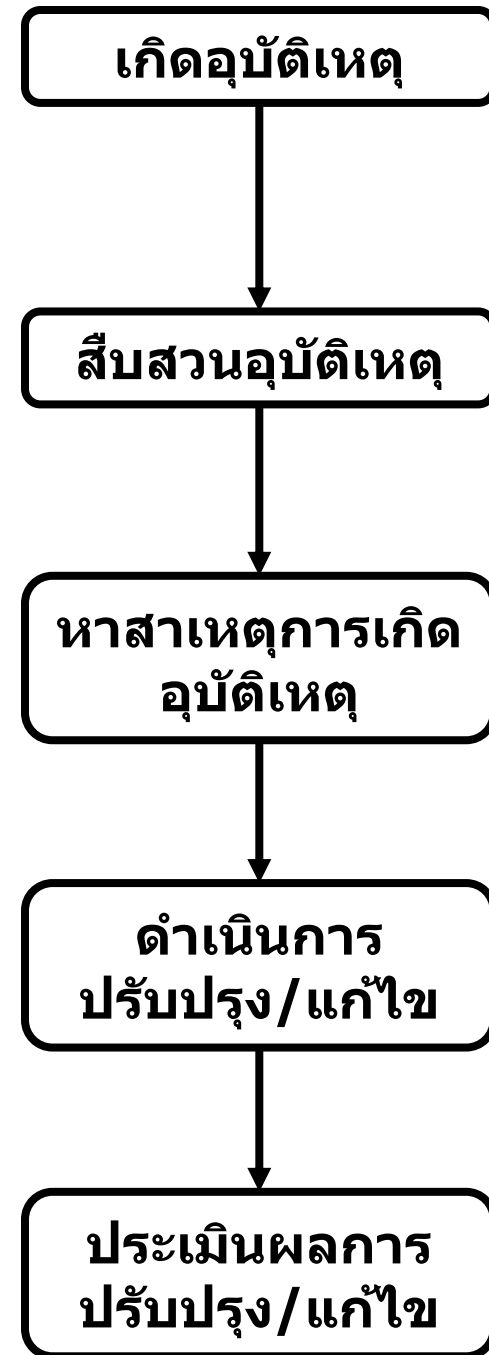 เกิดอุบัติเหตุ
สืบสวนอุบัติเหตุ
หาสาเหตุการเกิด
อุบัติเหตุ
ดำเนินการ
ปรับปรุง/แก้ไข
ประเมินผลการ
ปรับปรุง/แก้ไข